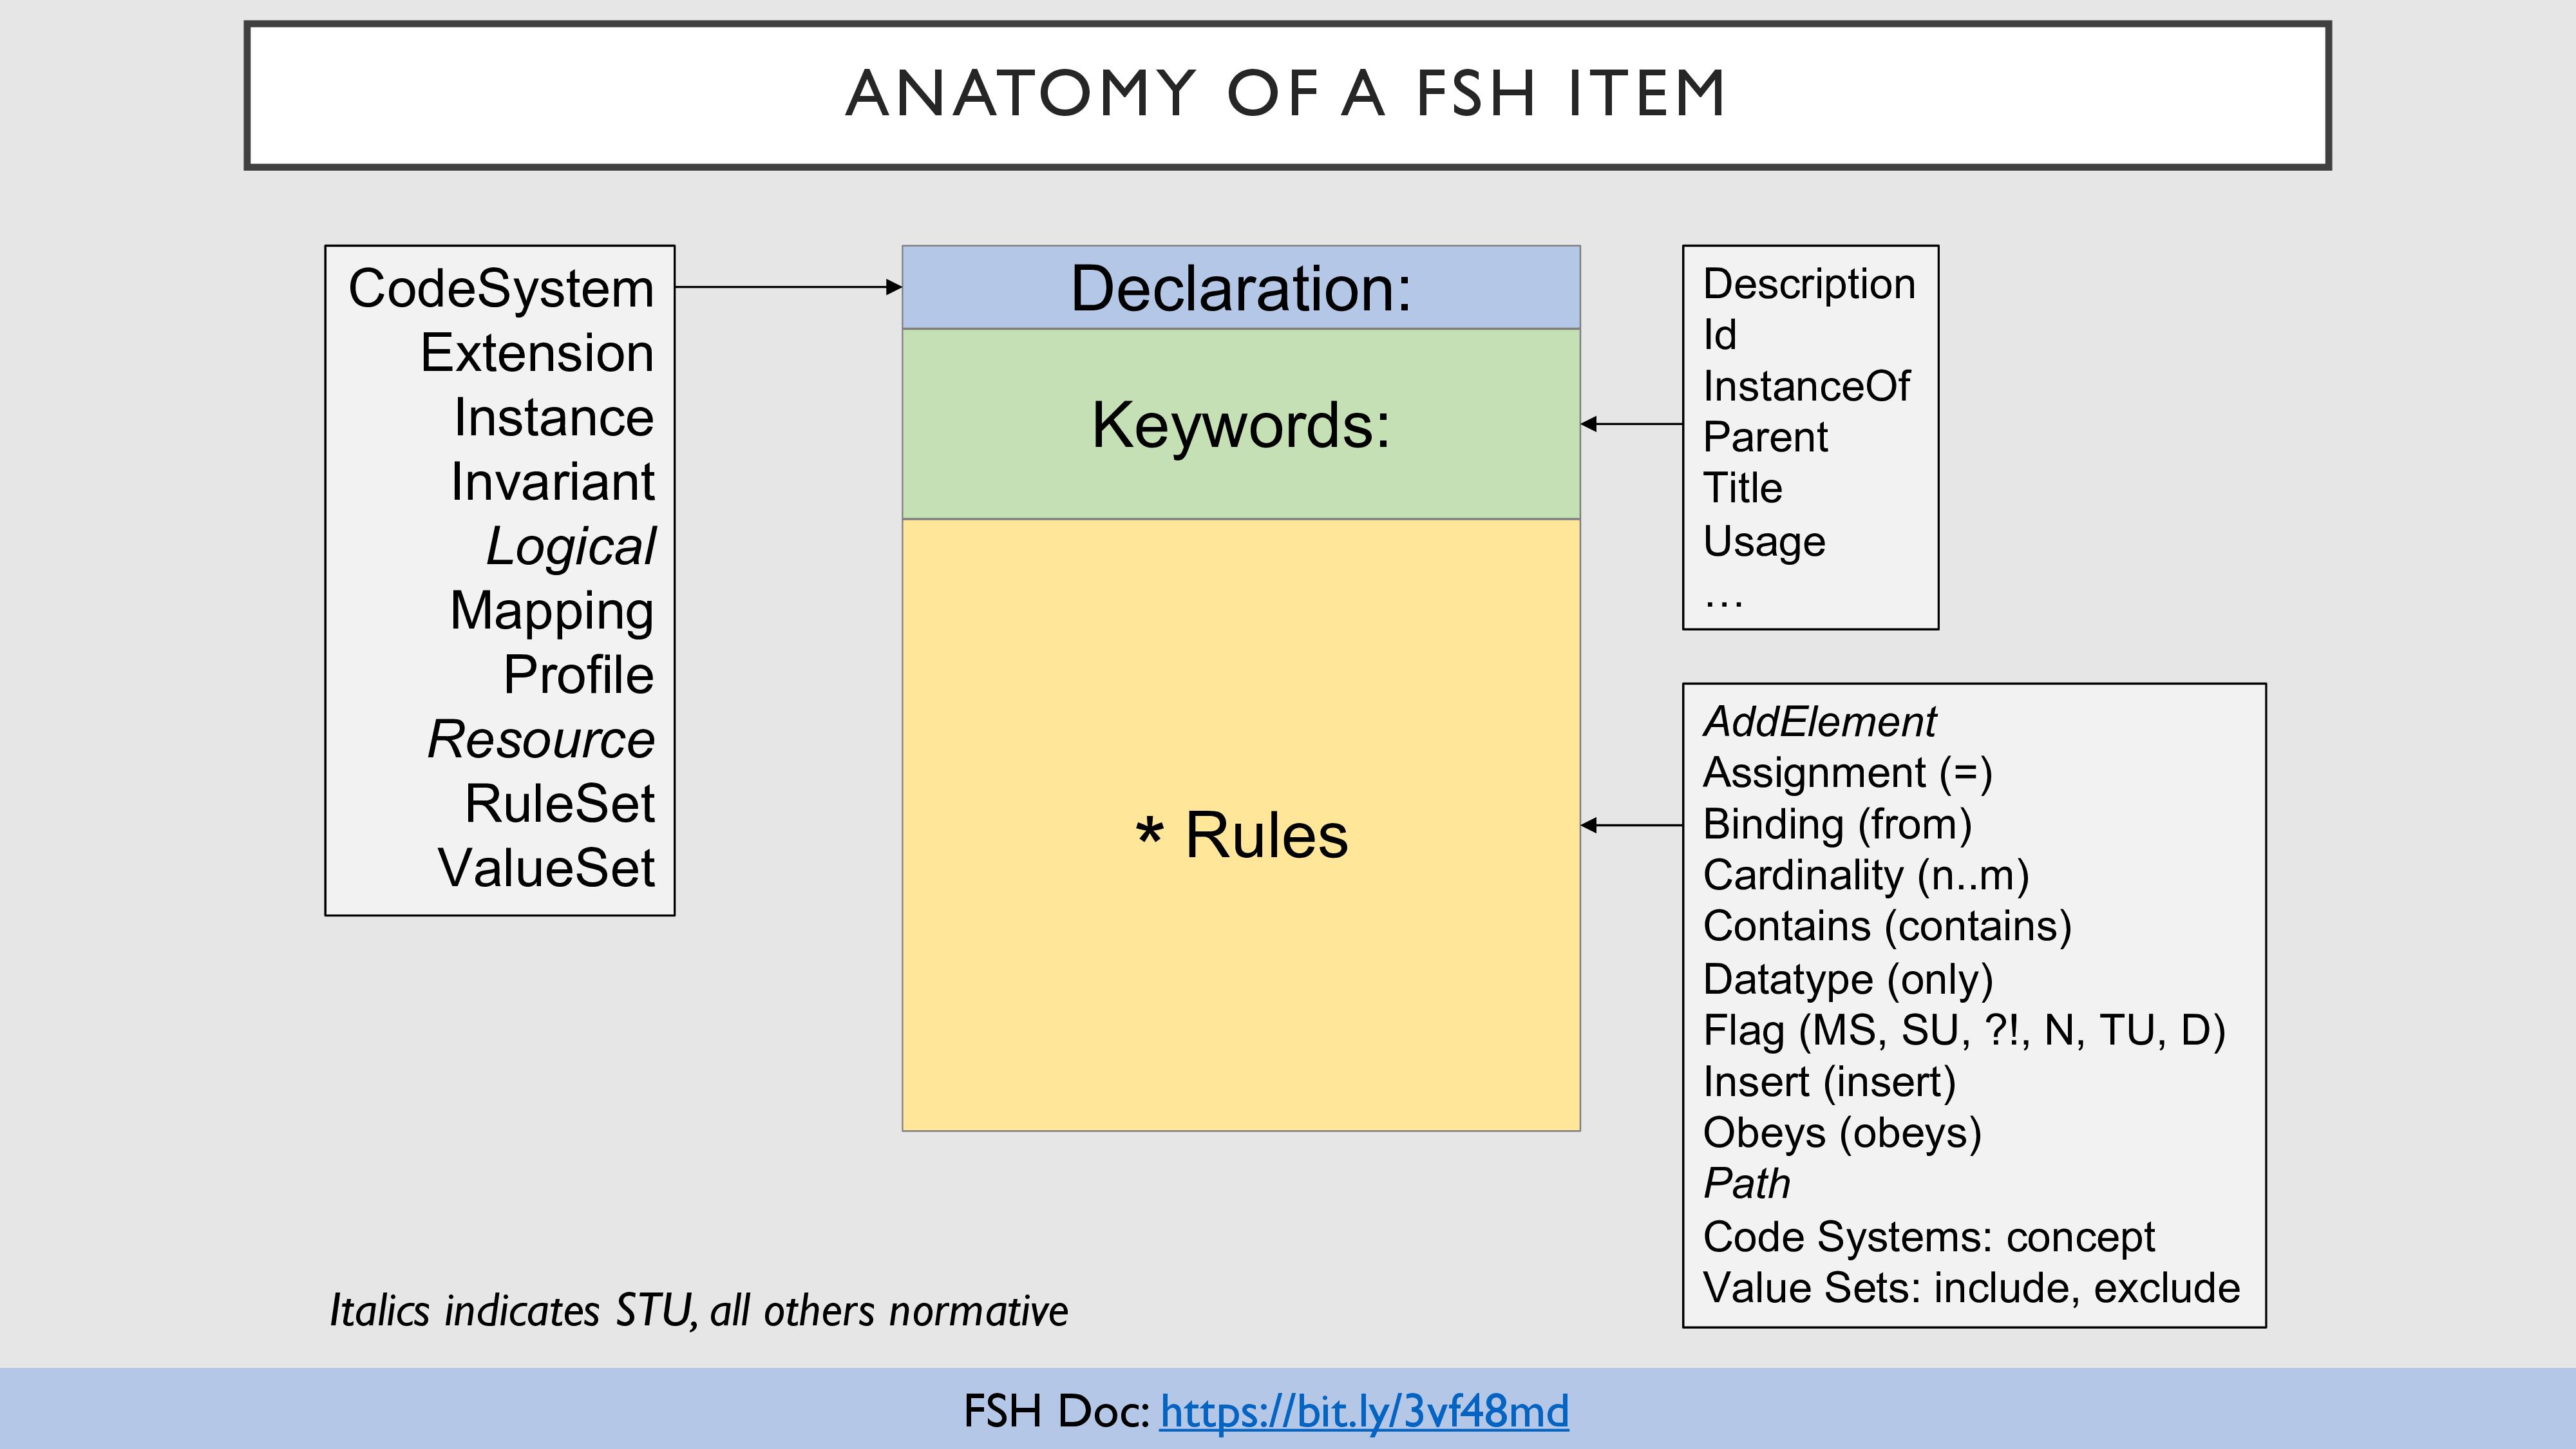 ANATOMY OF A FSH ITEM
CodeSystem
Extension
Instance
Invariant
Logical
Mapping
Profile
Resource
RuleSet
ValueSet
Declaration:
Keywords:
* Rules
Description
Id
InstanceOf
Parent
Title
Usage
…
AddElement
Assignment (=)
Binding (from)
Cardinality (n..m)
Contains (contains)
Datatype (only)
Flag (MS, SU, ?!, N, TU, D)
Insert (insert)
Obeys (obeys)
Path
Code Systems: concept
Value Sets: include, exclude
Italics indicates STU, all others normative
FSH Doc: https://bit.ly/3vf48md